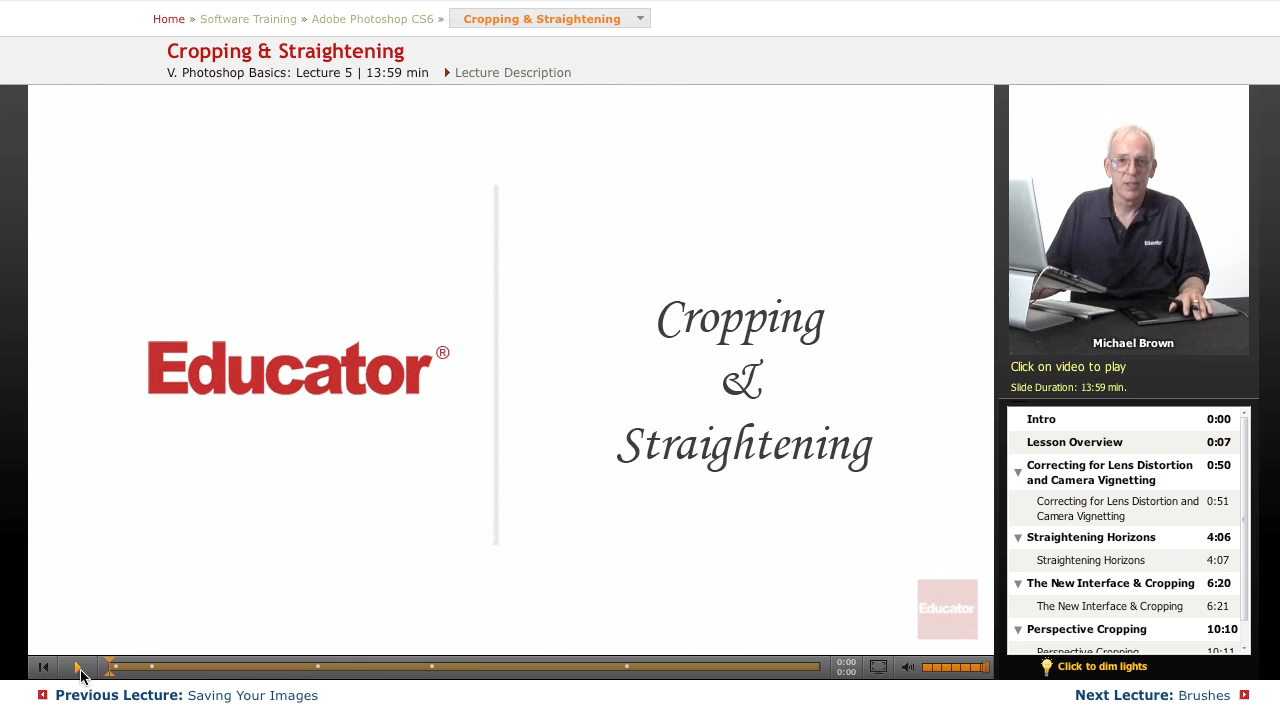 Home » Software Training » Adobe Photoshop CS6 » Cropping & Straightening
Cropping & Straightening
V. Photoshop Basics: Lecture 5 | 13:59 min Lecture Description
Educator®
Cropping
&
Straightening
Educator
Educator
Michael Brown
Click on video to play
Slide Duration: 13:59 min.
Intro 0:00
Lesson Overview 0:07
Correcting for Lens Distortion 0:50
and Camera Vignetting
Correcting for Lens Distortion and 0:51
Camera Vignetting
Straightening Horizons 4:06
Straightening Horizons 4:07
The New Interface & Cropping 6:20
The New Interface & Cropping 6:21
Perspective Cropping 10:10
Perspective Cropping 10:11
0:00
0:00
Click to dim lights
Previous Lecture: Saving Your Images
Next Lecture: Brushes